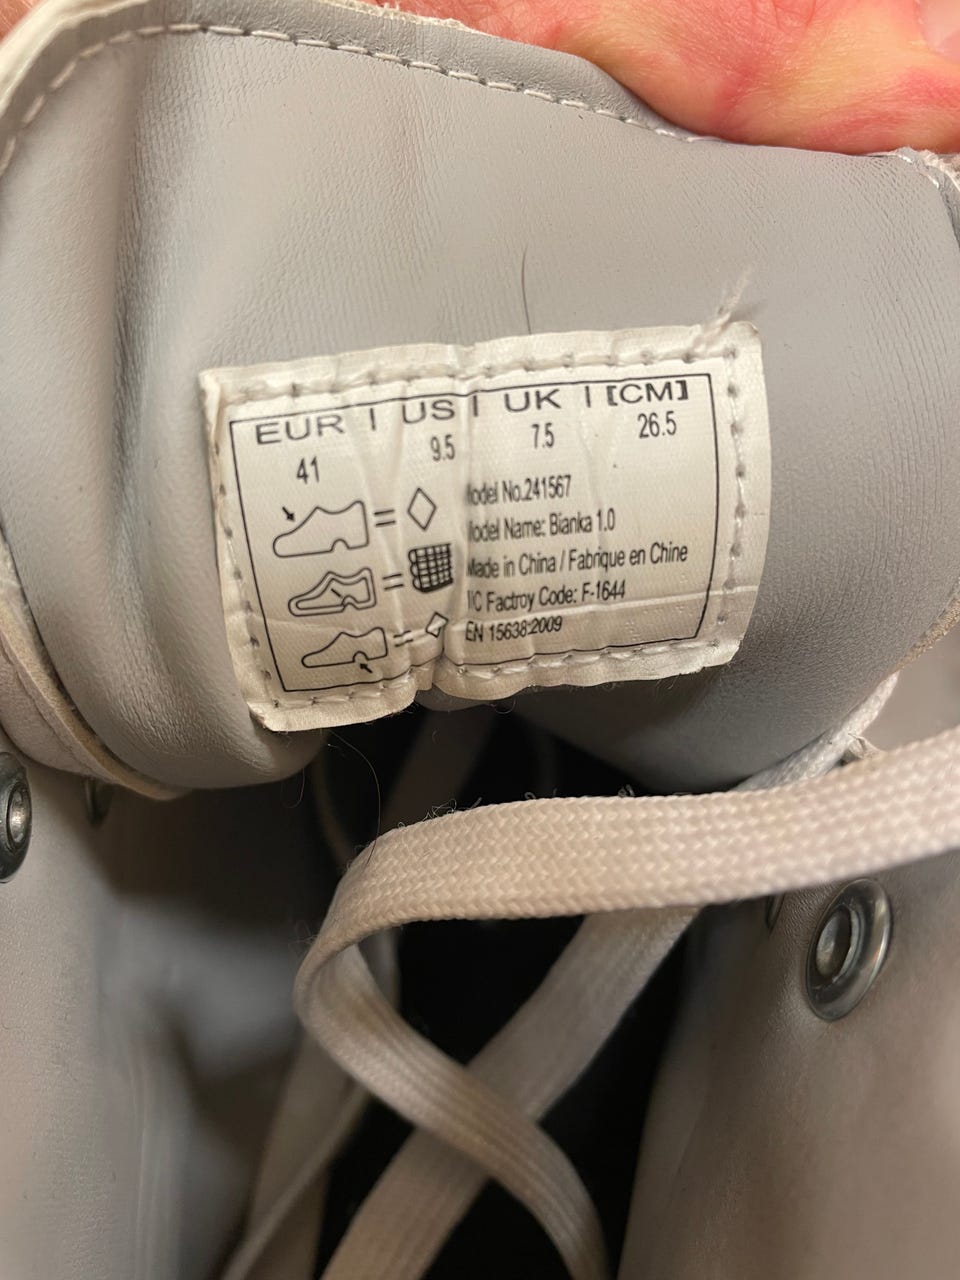 EUR | US | UK | [CM]
41 9.5 7.5 26.5
Model No.241567
Model Name: Bianka 1.0
Made in China / Fabrique en Chine
Factroy Code: F-1644
EN 15638:2009